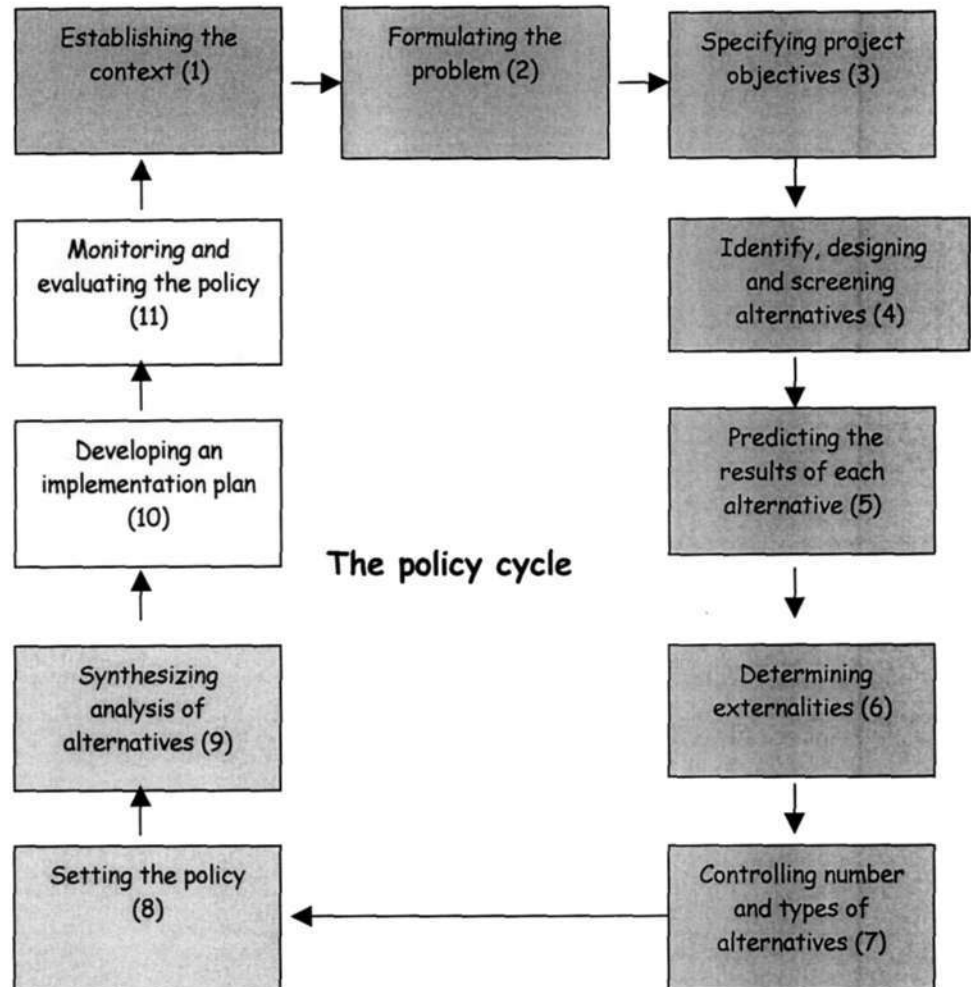 Establishing the
context (1)
Formulating the
problem (2)
Specifying project
objectives (3)
Identify, designing
and screening
alternatives (4)
Predicting the
results of each
alternative (5)
Determining
externalities (6)
Controlling number
and types of
alternatives (7)
Setting the policy
(8)
Synthesizing
analysis of
alternatives (9)
Developing an
implementation plan
(10)
Monitoring and
evaluating the policy
(11)
The policy cycle